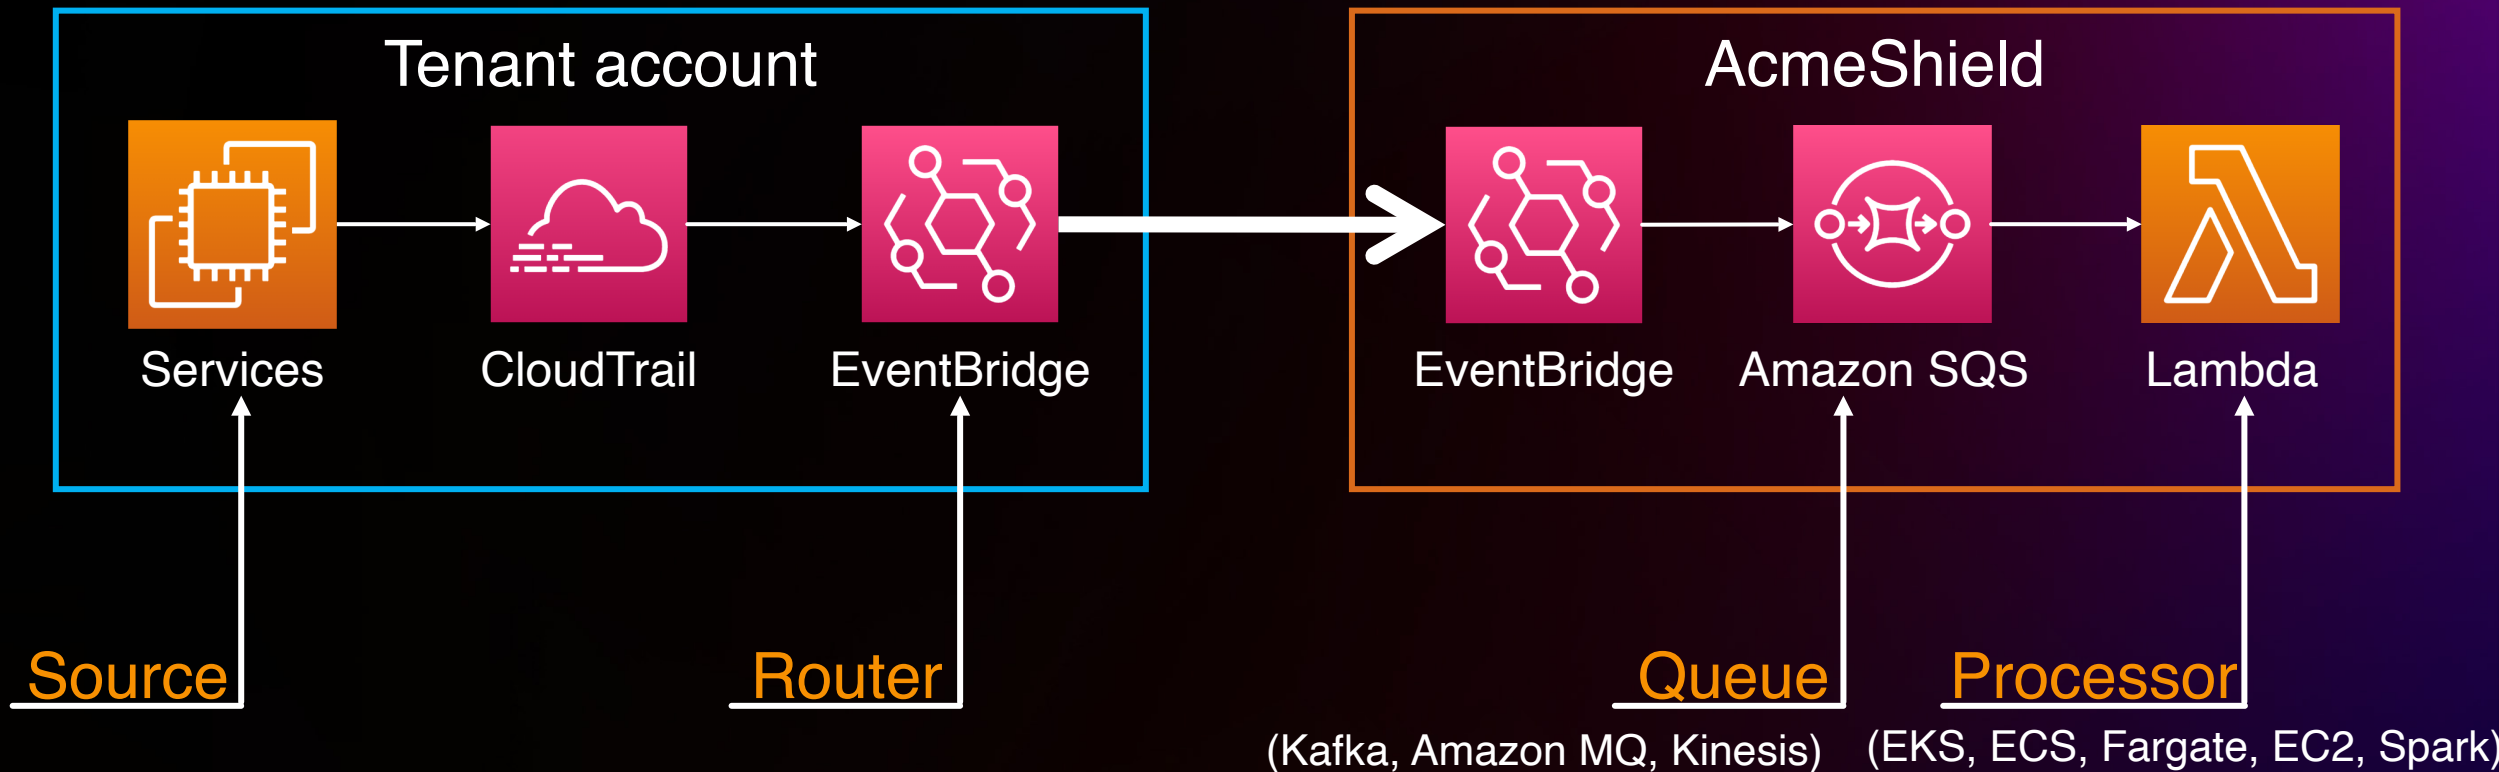 Tenant account
AcmeShield
Services
CloudTrail
EventBridge
EventBridge
Amazon SQS
Lambda
Source
Router
Queue
Processor
(Kafka, Amazon MQ, Kinesis)
(EKS, ECS, Fargate, EC2, Spark)